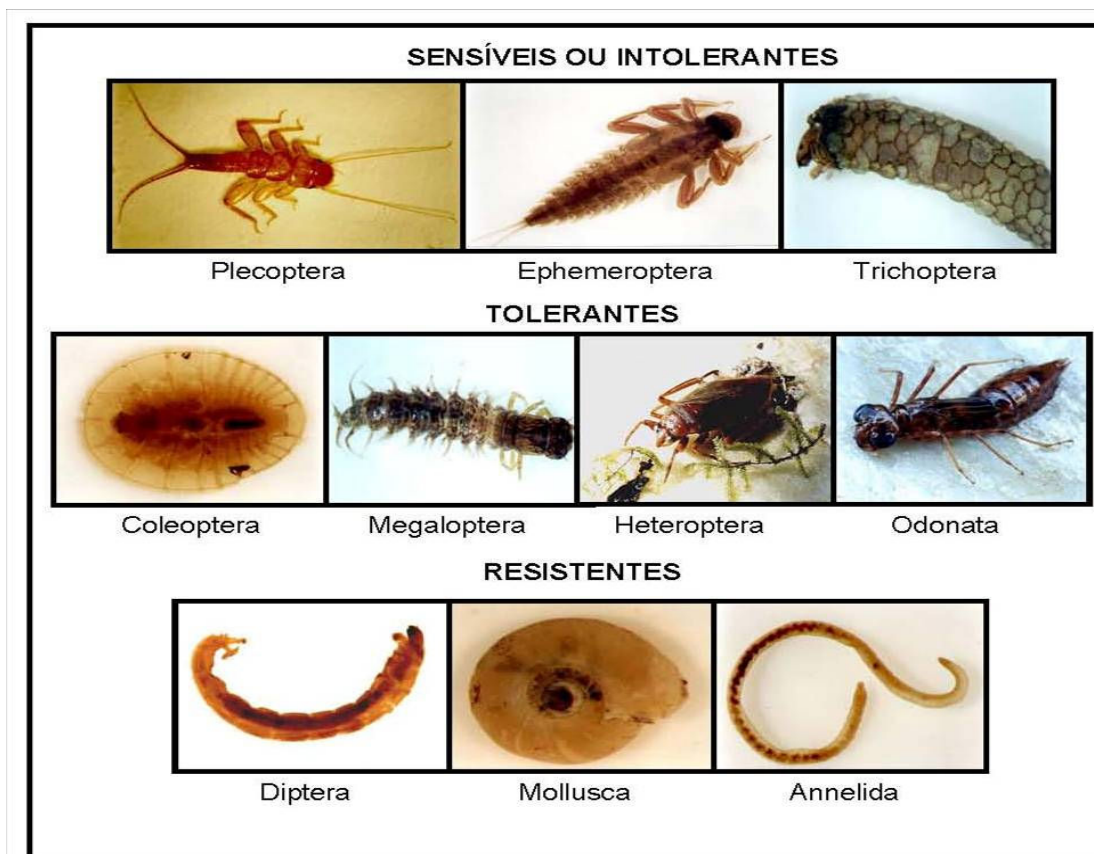 SENSÍVEIS OU INTOLERANTES
Plecoptera Ephemeroptera Trichoptera
TOLERANTES
Coleoptera Megaloptera Heteroptera Odonata
RESISTENTES
Diptera Mollusca Annelida